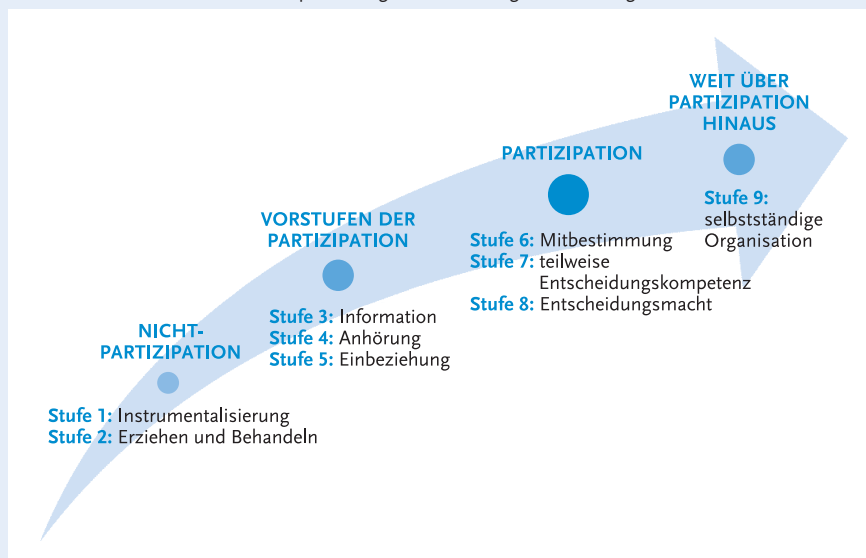 WEIT ÜBER
PARTIZIPATION
HINAUS
PARTIZIPATION
Stufe 9:
selbstständige
Organisation
VORSTUFEN DER
PARTIZIPATION
Stufe 6: Mitbestimmung
Stufe 7: teilweise
Entscheidungskompetenz
Stufe 8: Entscheidungsmacht
NICHT-
PARTIZIPATION
Stufe 3: Information
Stufe 4: Anhörung
Stufe 5: Einbeziehung
Stufe 1: Instrumentalisierung
Stufe 2: Erziehen und Behandeln